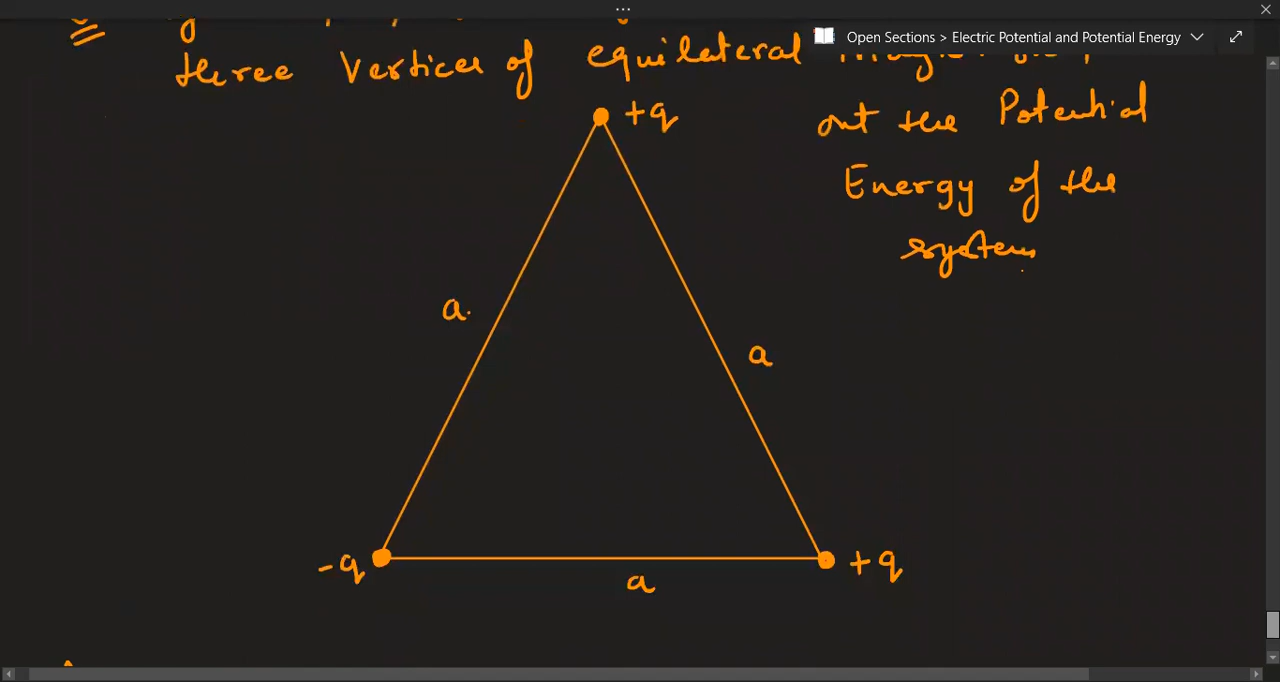 Open Sections > Electric Potential and Potential Energy
three vertices of equilateral
out the Potential
Energy of the
system
+q
a
a
-q
a
+q